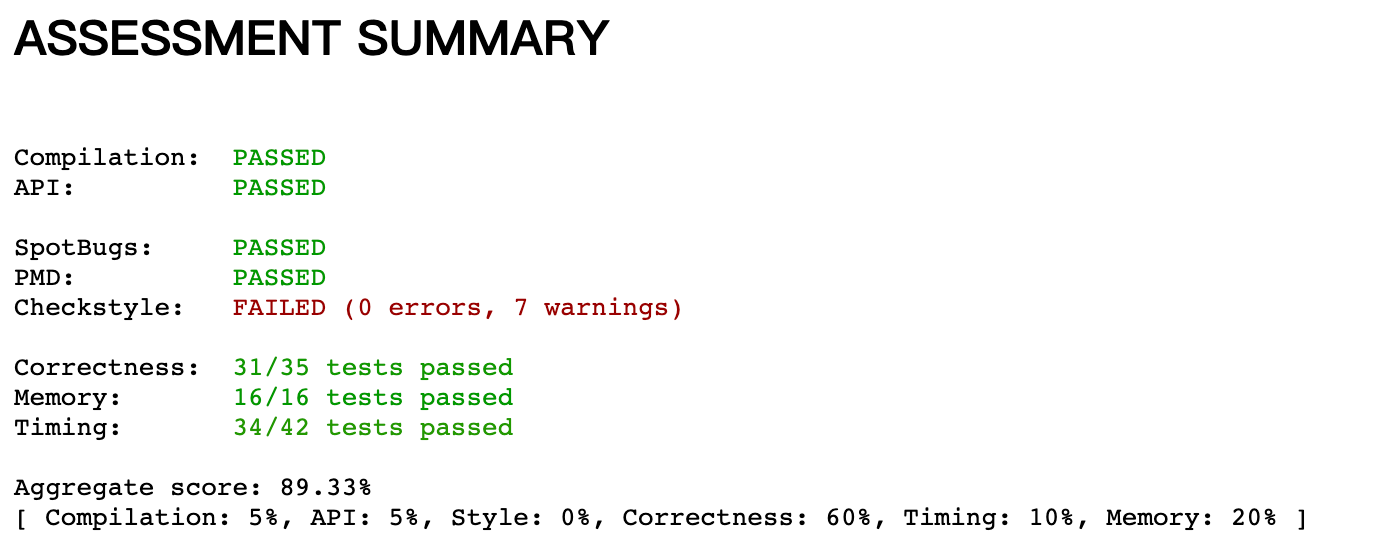 ASSESSMENT SUMMARY
Compilation:  PASSED
API:          PASSED
SpotBugs:     PASSED
PMD:          PASSED
Checkstyle:   FAILED (0 errors, 7 warnings)
Correctness:  31/35 tests passed
Memory:       16/16 tests passed
Timing:       34/42 tests passed
Aggregate score: 89.33%
[ Compilation: 5%, API: 5%, Style: 0%, Correctness: 60%, Timing: 10%, Memory: 20% ]